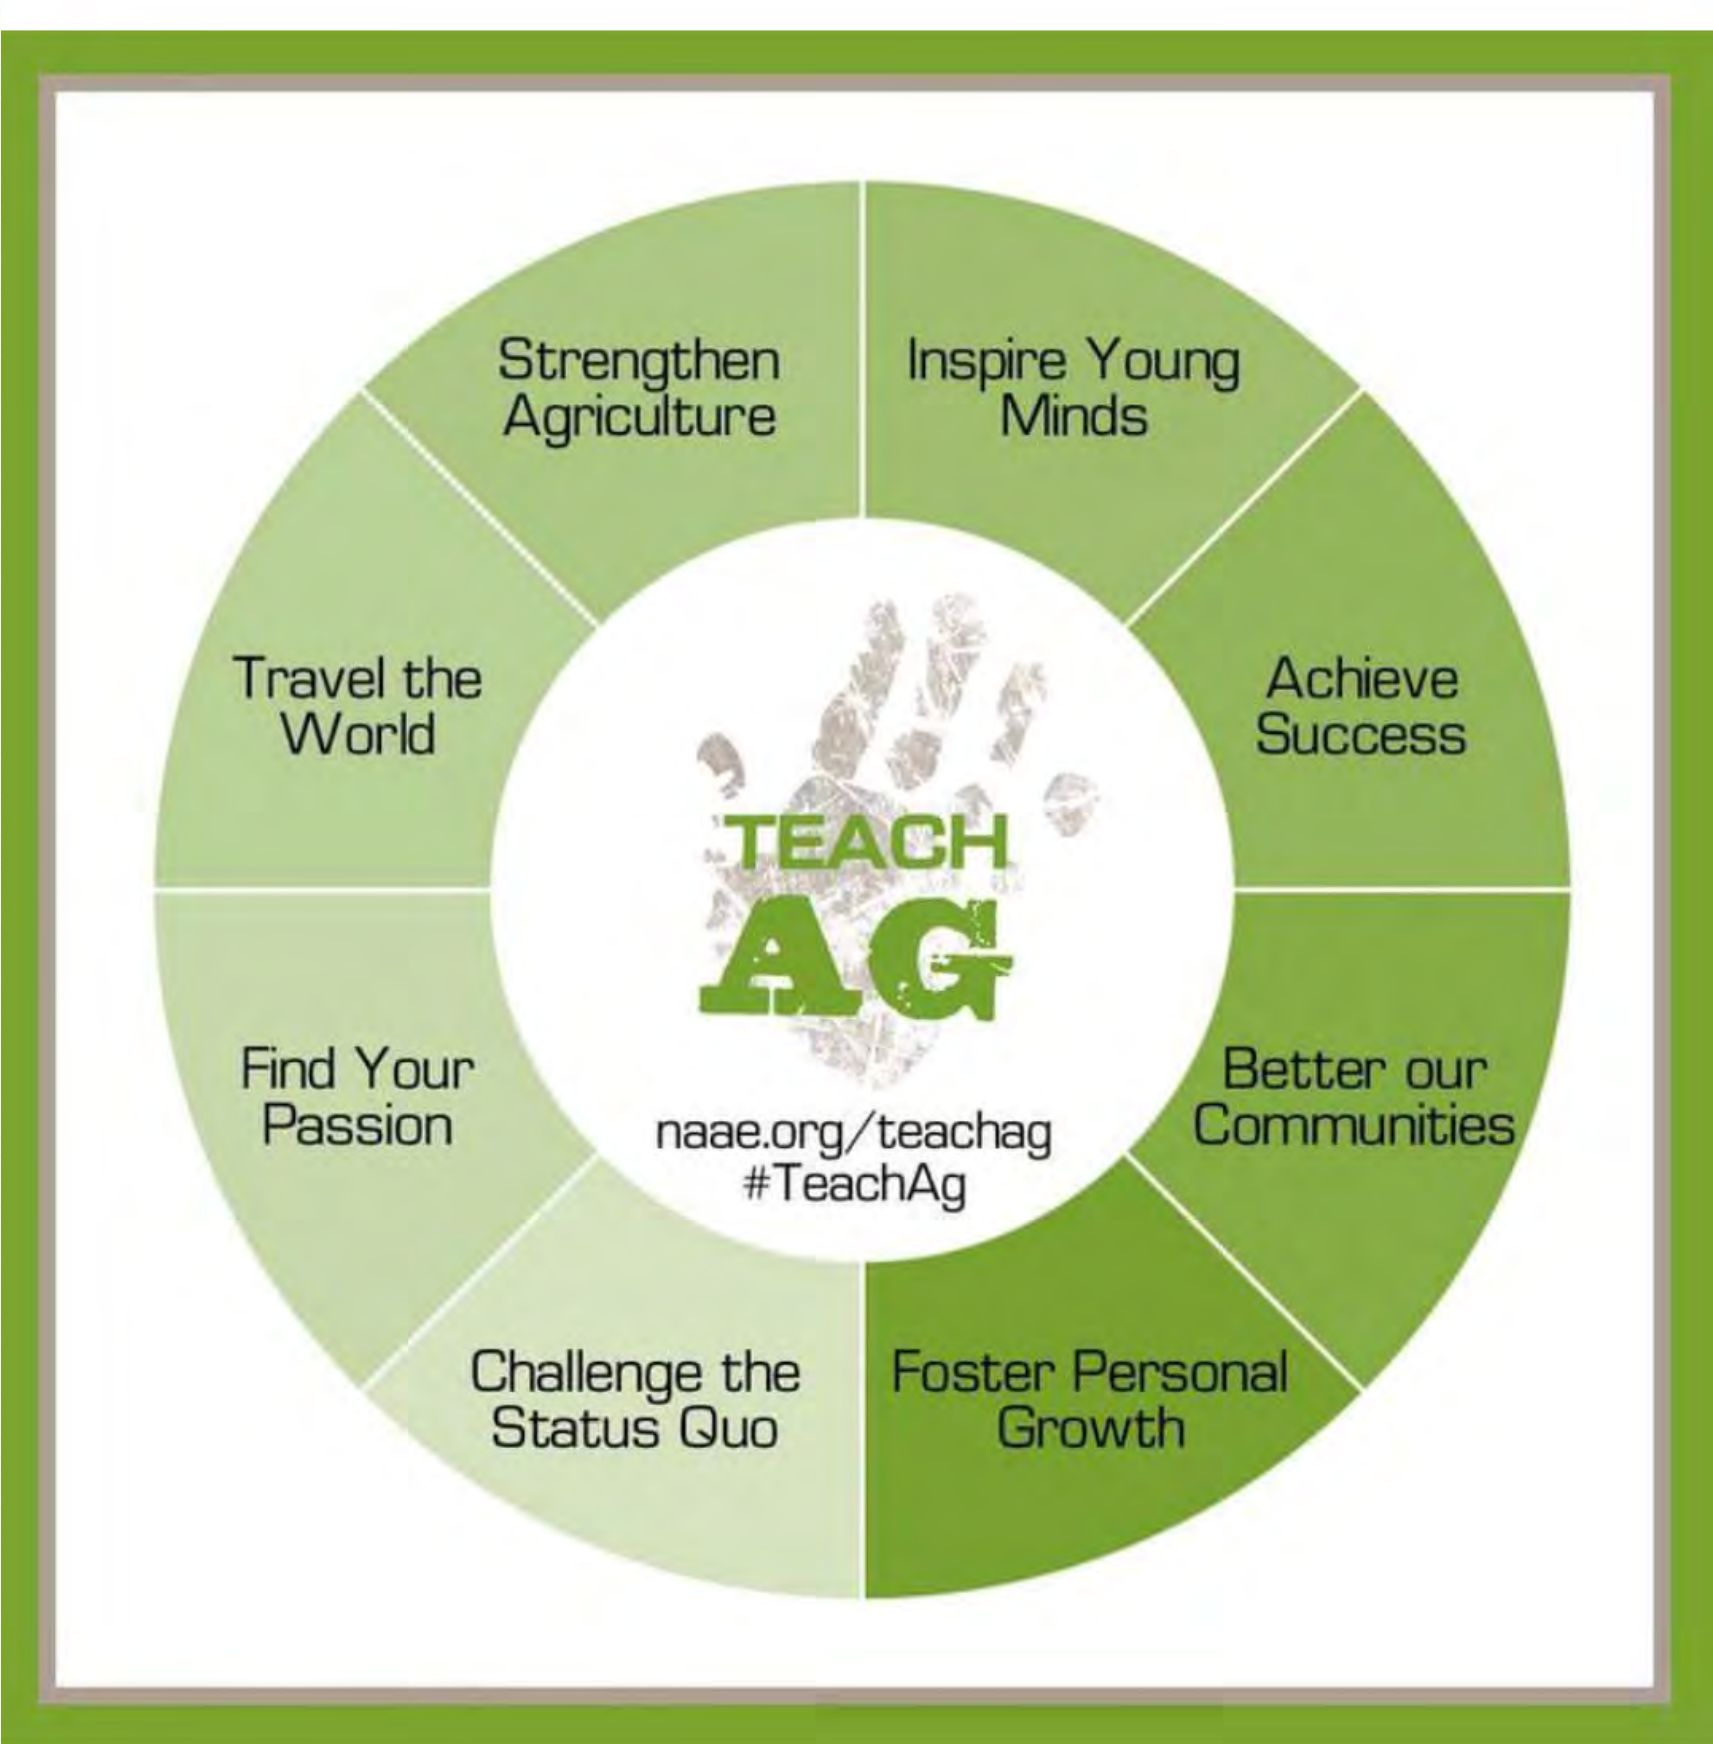 Strengthen
Agriculture
Inspire Young
Minds
Travel the
World
Achieve
Success
TEACH
AG
Find Your
Passion
Better our
Communities
naae.org/teachag
#TeachAg
Challenge the
Status Quo
Foster Personal
Growth